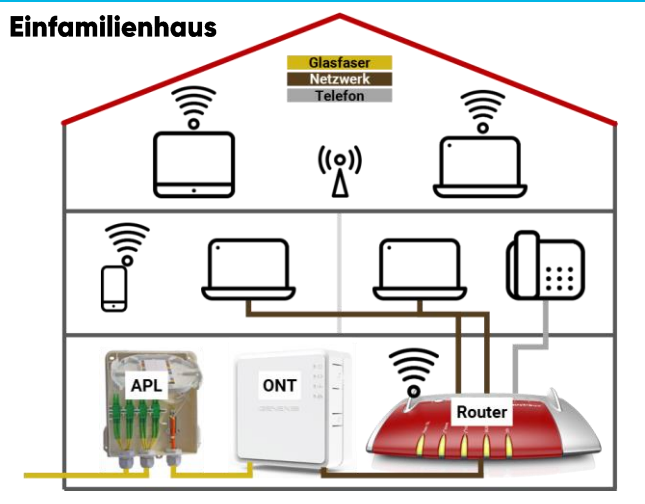 Einfamilienhaus
Glasfaser
Netzwerk
Telefon
APL
ONT
Router